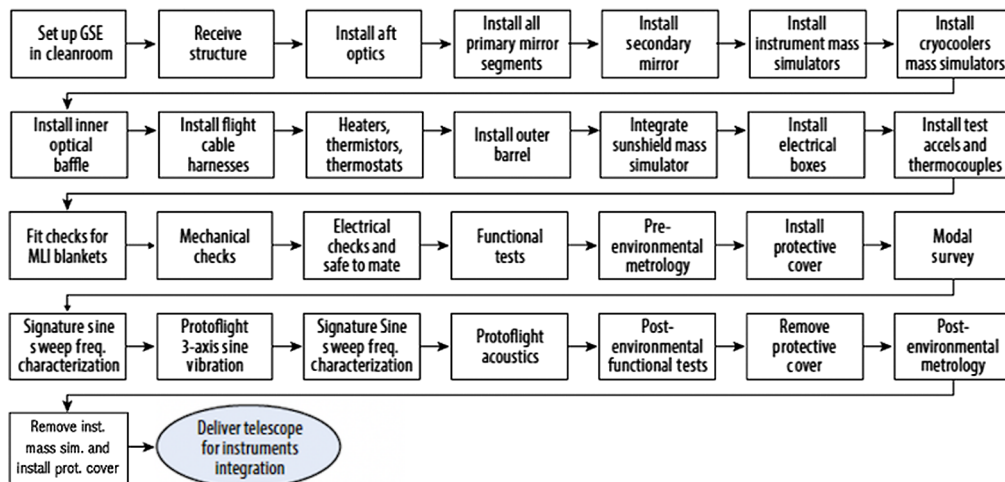 Set up GSE
in cleanroom
Receive
structure
Install aft
optics
Install all
primary mirror
segments
Install
secondary
mirror
Install
instrument mass
simulators
Install
cryocoolers
mass simulators
Install inner
optical
baffle
Install flight
cable
harnesses
Heaters,
thermistors,
thermostats
Install outer
barrel
Integrate
sunshield mass
simulator
Install
electrical
boxes
Install test
accels and
thermocouples
Fit checks for
MLI blankets
Mechanical
checks
Electrical
checks and
safe to mate
Functional
tests
Pre-
environmental
metrology
Install
protective
cover
Modal
survey
Signature sine
sweep freq.
characterization
Protoflight
3-axis sine
vibration
Signature Sine
sweep freq.
characterization
Protoflight
acoustics
Post-
environmental
functional tests
Remove
protective
cover
Post-
environmental
metrology
Remove inst.
mass sim. and
install prot. cover
Deliver telescope
for instruments
integration